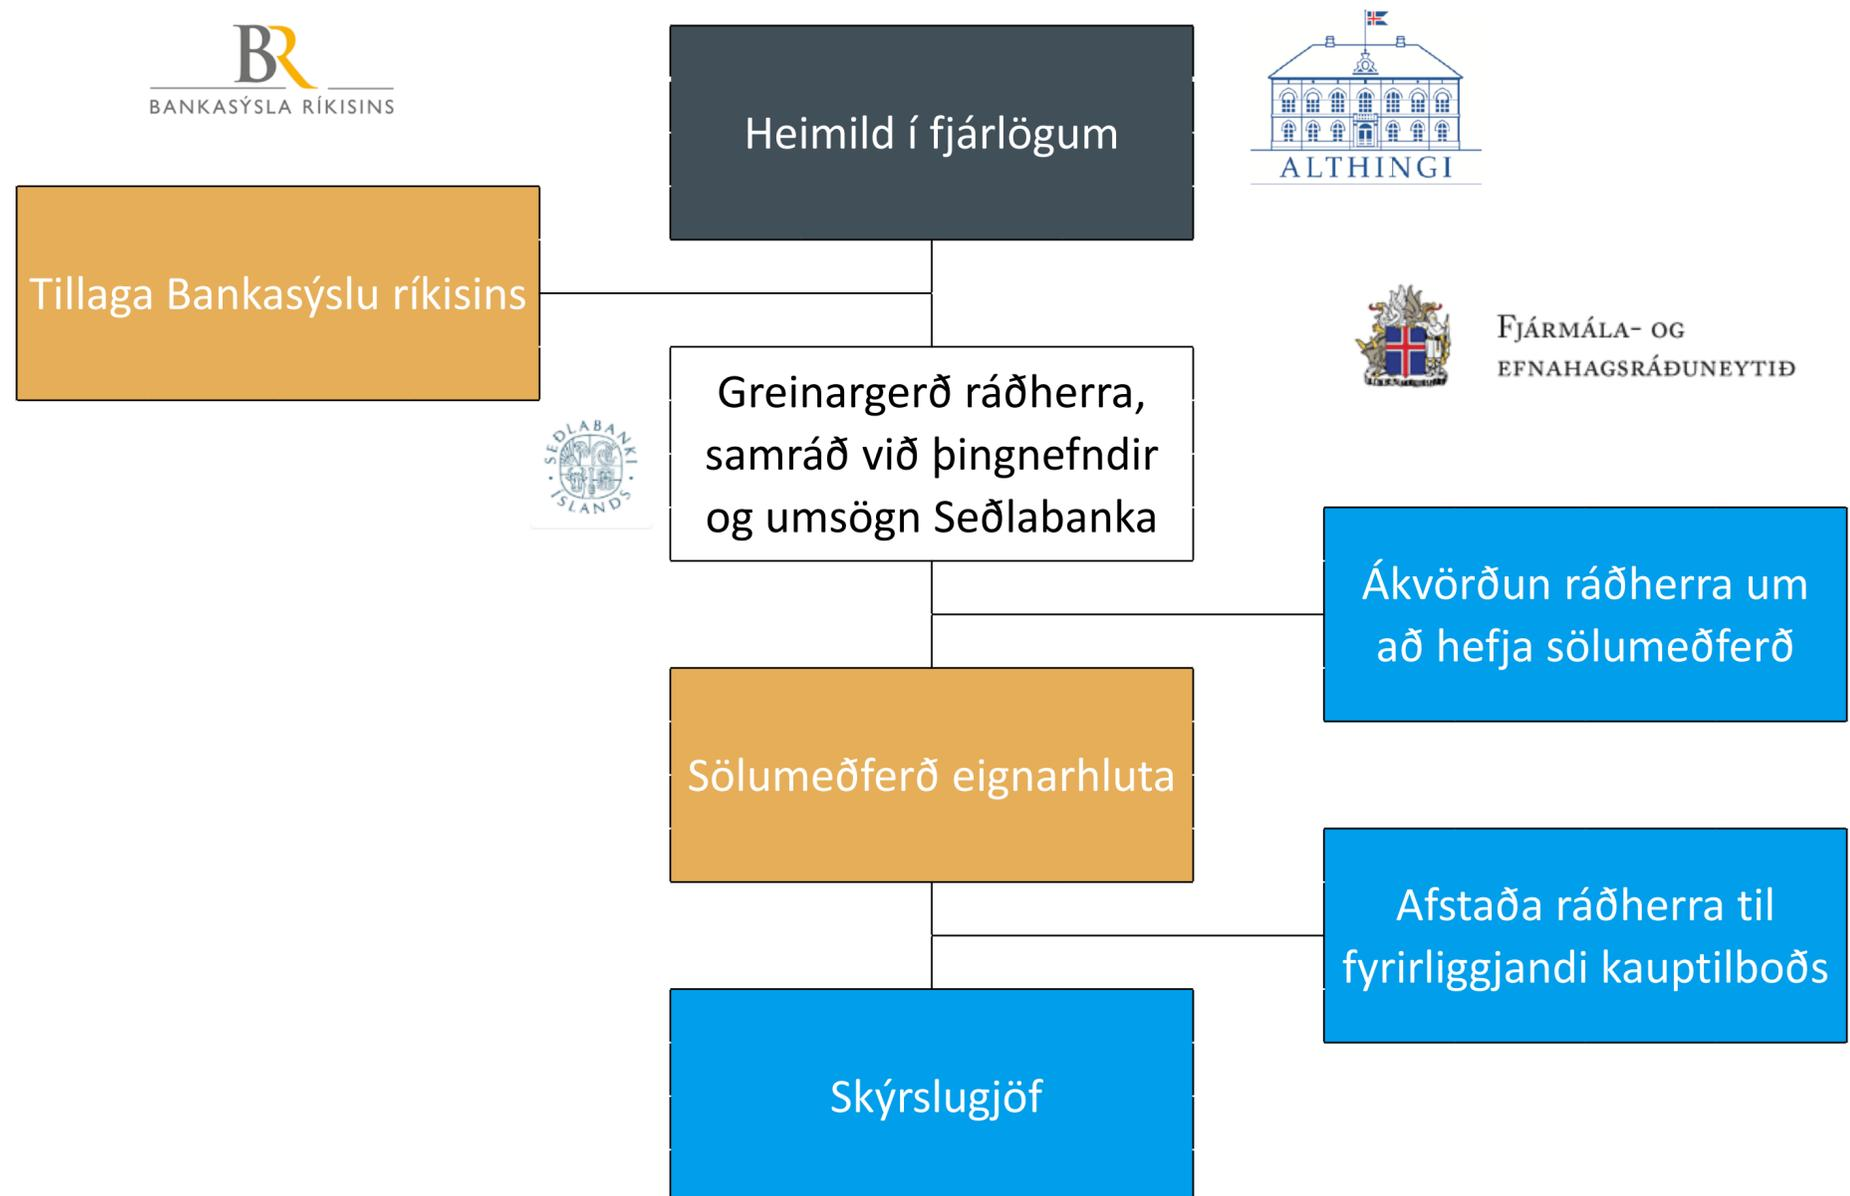 BR
BANKASÝSLA RÍKISINS
Heimild í fjárlögum
ALTHINGI
Tillaga Bankasýslu ríkisins
Fjármála- og
efnahagsráðuneytið
Greinargerð ráðherra,
samráð við þingnefndir
og umsögn Seðlabanka
SEÐLABANKI
ÍSLANDS
Ákvörðun ráðherra um
að hefja sölumeðferð
Sölumeðferð eignarhluta
Afstaða ráðherra til
fyrirliggjandi kauptilboðs
Skýrslugjöf